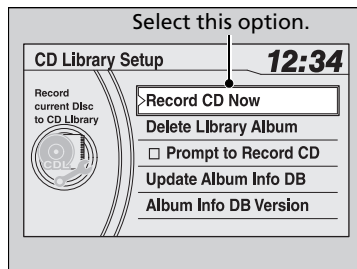 Select this option.
CD Library Setup
12:34
Record
current Disc
to CD Library
CDL
Record CD Now
Delete Library Album
Prompt to Record CD
Update Album Info DB
Album Info DB Version